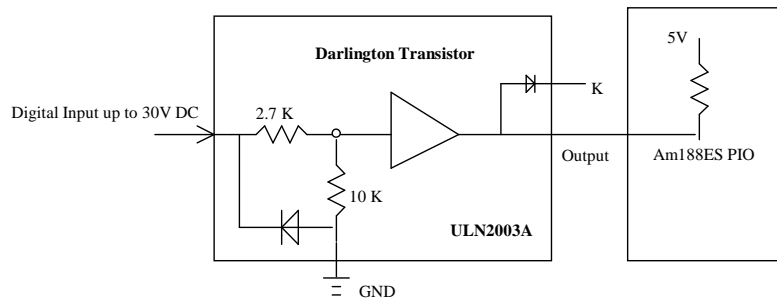 5V
Darlington Transistor
K
Digital Input up to 30V DC
2.7 K
Output
Am188ES PIO
10 K
ULN2003A
GND